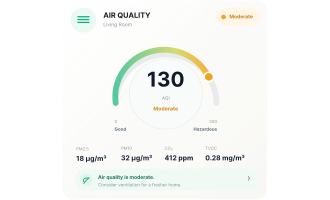 AIR QUALITY
Living Room
Moderate
130
AQI
Moderate
0
Good
Hazardous
PM2.5
18 µg/m³
PM10
32 µg/m³
CO₂
412 ppm
TVOC
0.28 mg/m³
Air quality is moderate.
Consider ventilation for a fresher home.